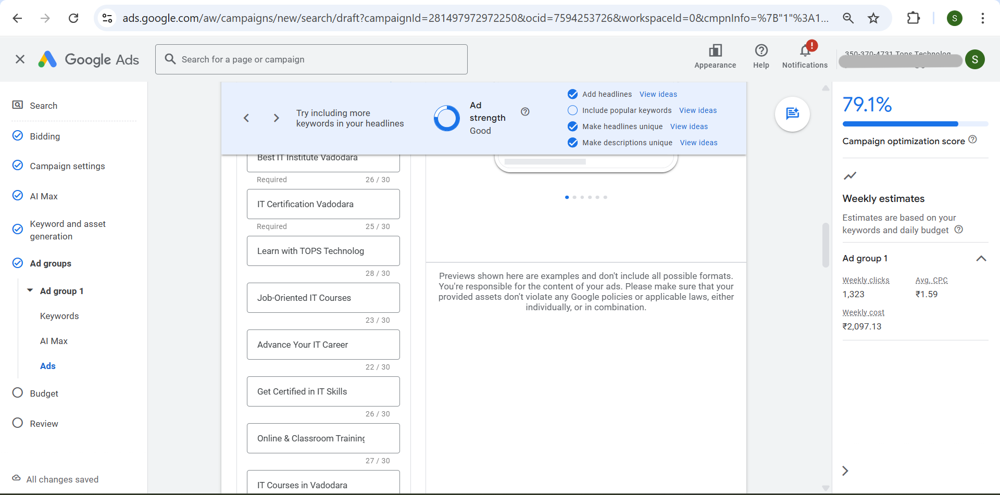 ads.google.com/aw/campaigns/new/search/draft?campaignId=281497972972250&ocid=7594253726&workspaceId=0&cmpnInfo=%7B"1"%3A1...
S
Google Ads
Search for a page or campaign
Appearance
Help
!
Notifications
350-370-4731 Tops Technolog
S
Search
Bidding
Campaign settings
AI Max
Keyword and asset
generation
Ad groups
Ad group 1
Keywords
AI Max
Ads
Budget
Review
All changes saved
Try including more
keywords in your headlines
Ad
strength
Good
Add headlines View ideas
Include popular keywords View ideas
Make headlines unique View ideas
Make descriptions unique View ideas
Best IT Institute Vadodara
Required 26 / 30
IT Certification Vadodara
Required 25 / 30
Learn with TOPS Technolog
28 / 30
Job-Oriented IT Courses
23 / 30
Advance Your IT Career
22 / 30
Get Certified in IT Skills
26 / 30
Online & Classroom Training
27 / 30
IT Courses in Vadodara
Previews shown here are examples and don't include all possible formats.
You're responsible for the content of your ads. Please make sure that your
provided assets don't violate any Google policies or applicable laws, either
individually, or in combination.
79.1%
Campaign optimization score
Weekly estimates
Estimates are based on your
keywords and daily budget
Ad group 1
Weekly clicks Avg. CPC
1,323 ₹1.59
Weekly cost
₹2,097.13